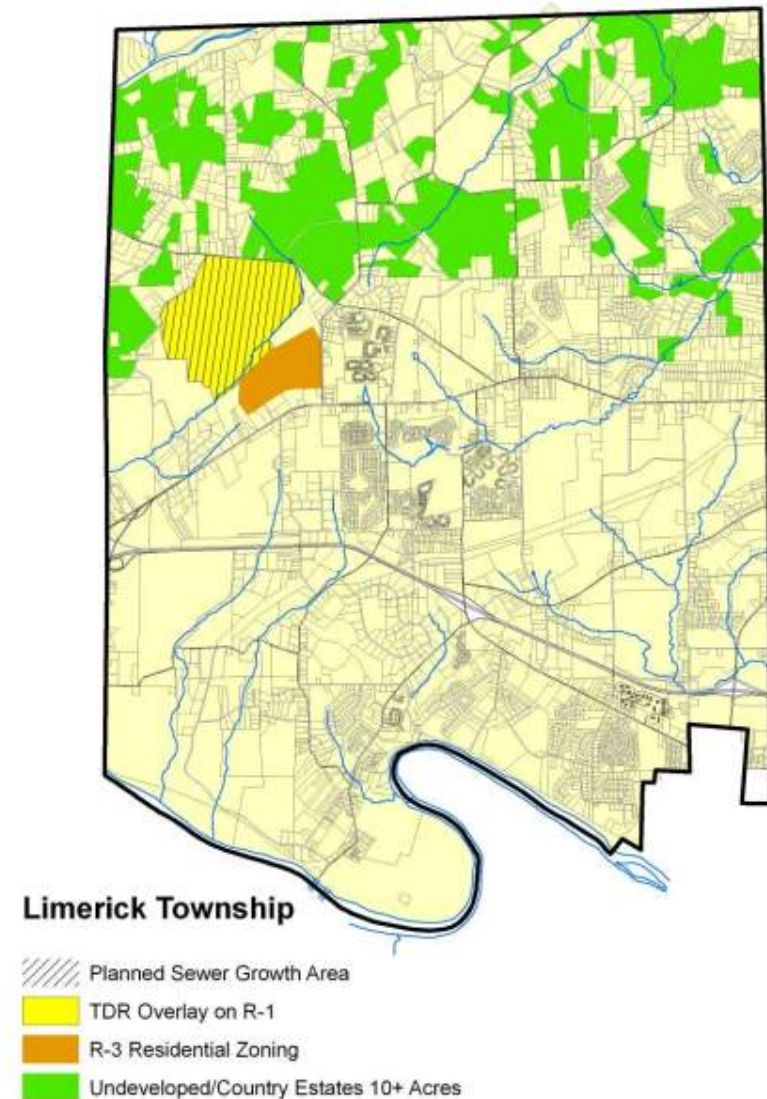 Limerick Township
Planned Sewer Growth Area
TDR Overlay on R-1
R-3 Residential Zoning
Undeveloped/Country Estates 10+ Acres